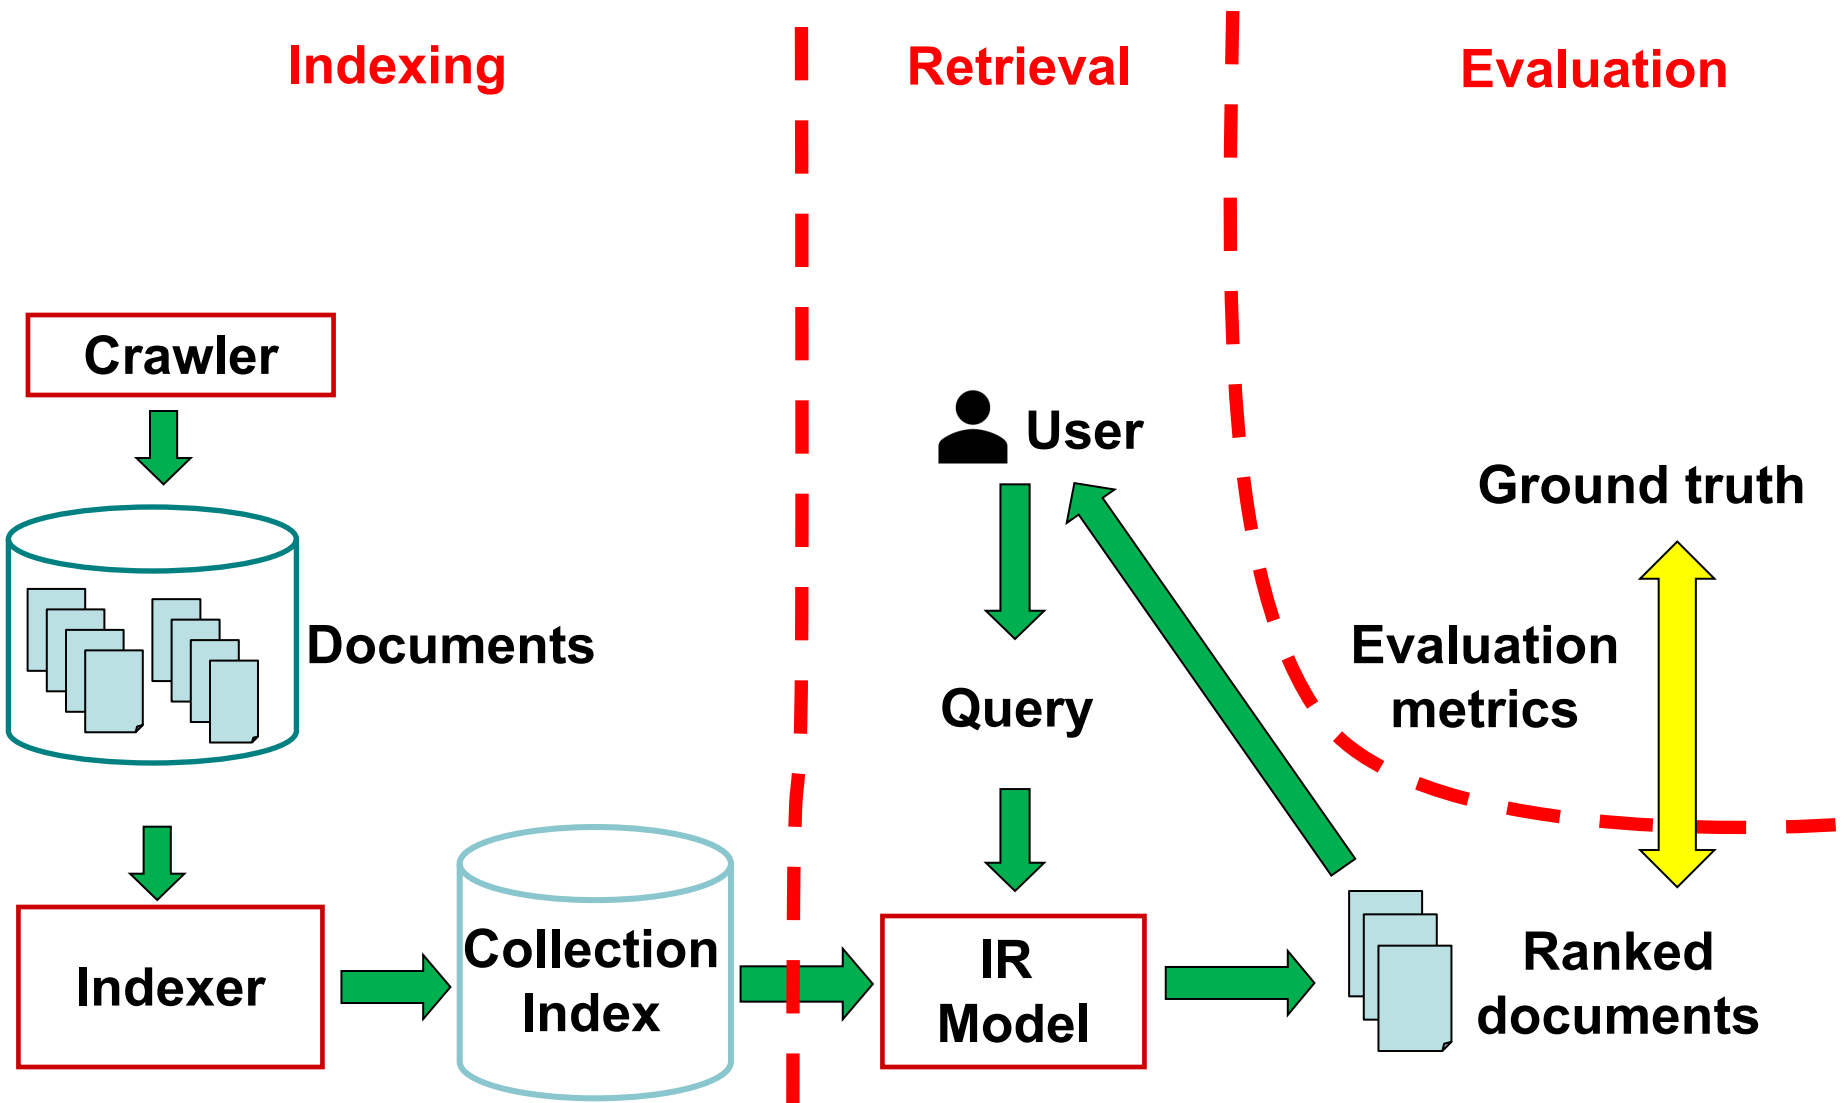 Indexing
Retrieval
Evaluation
Crawler
User
Ground truth
Documents
Evaluation
metrics
Query
Indexer
Collection
Index
IR
Model
Ranked
documents